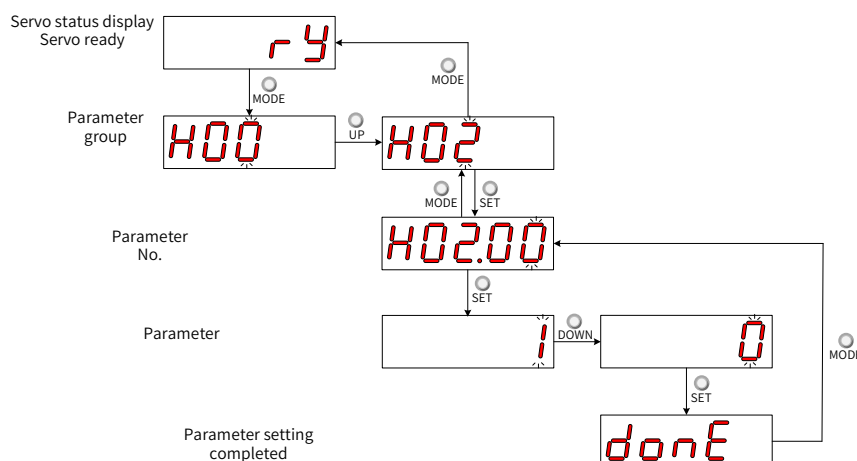 Servo status display
Servo ready
rY
MODE
MODE
Parameter
group
H00
UP
H02
MODE
SET
Parameter
No.
H02.00
SET
Parameter
1
DOWN
0
MODE
SET
Parameter setting
completed
donE